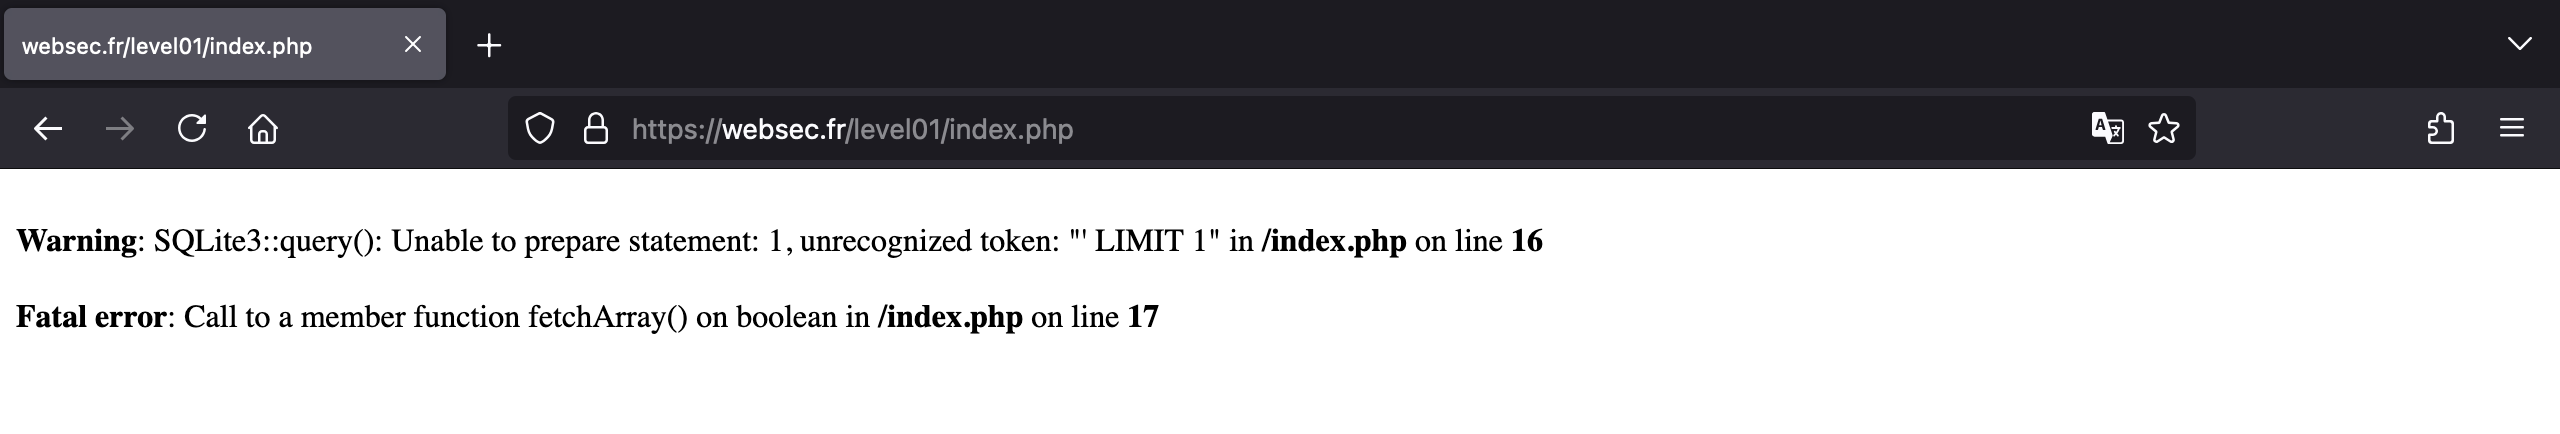 websec.fr/level01/index.php
https://websec.fr/level01/index.php
Warning: SQLite3::query(): Unable to prepare statement: 1, unrecognized token: "' LIMIT 1" in /index.php on line 16
Fatal error: Call to a member function fetchArray() on boolean in /index.php on line 17